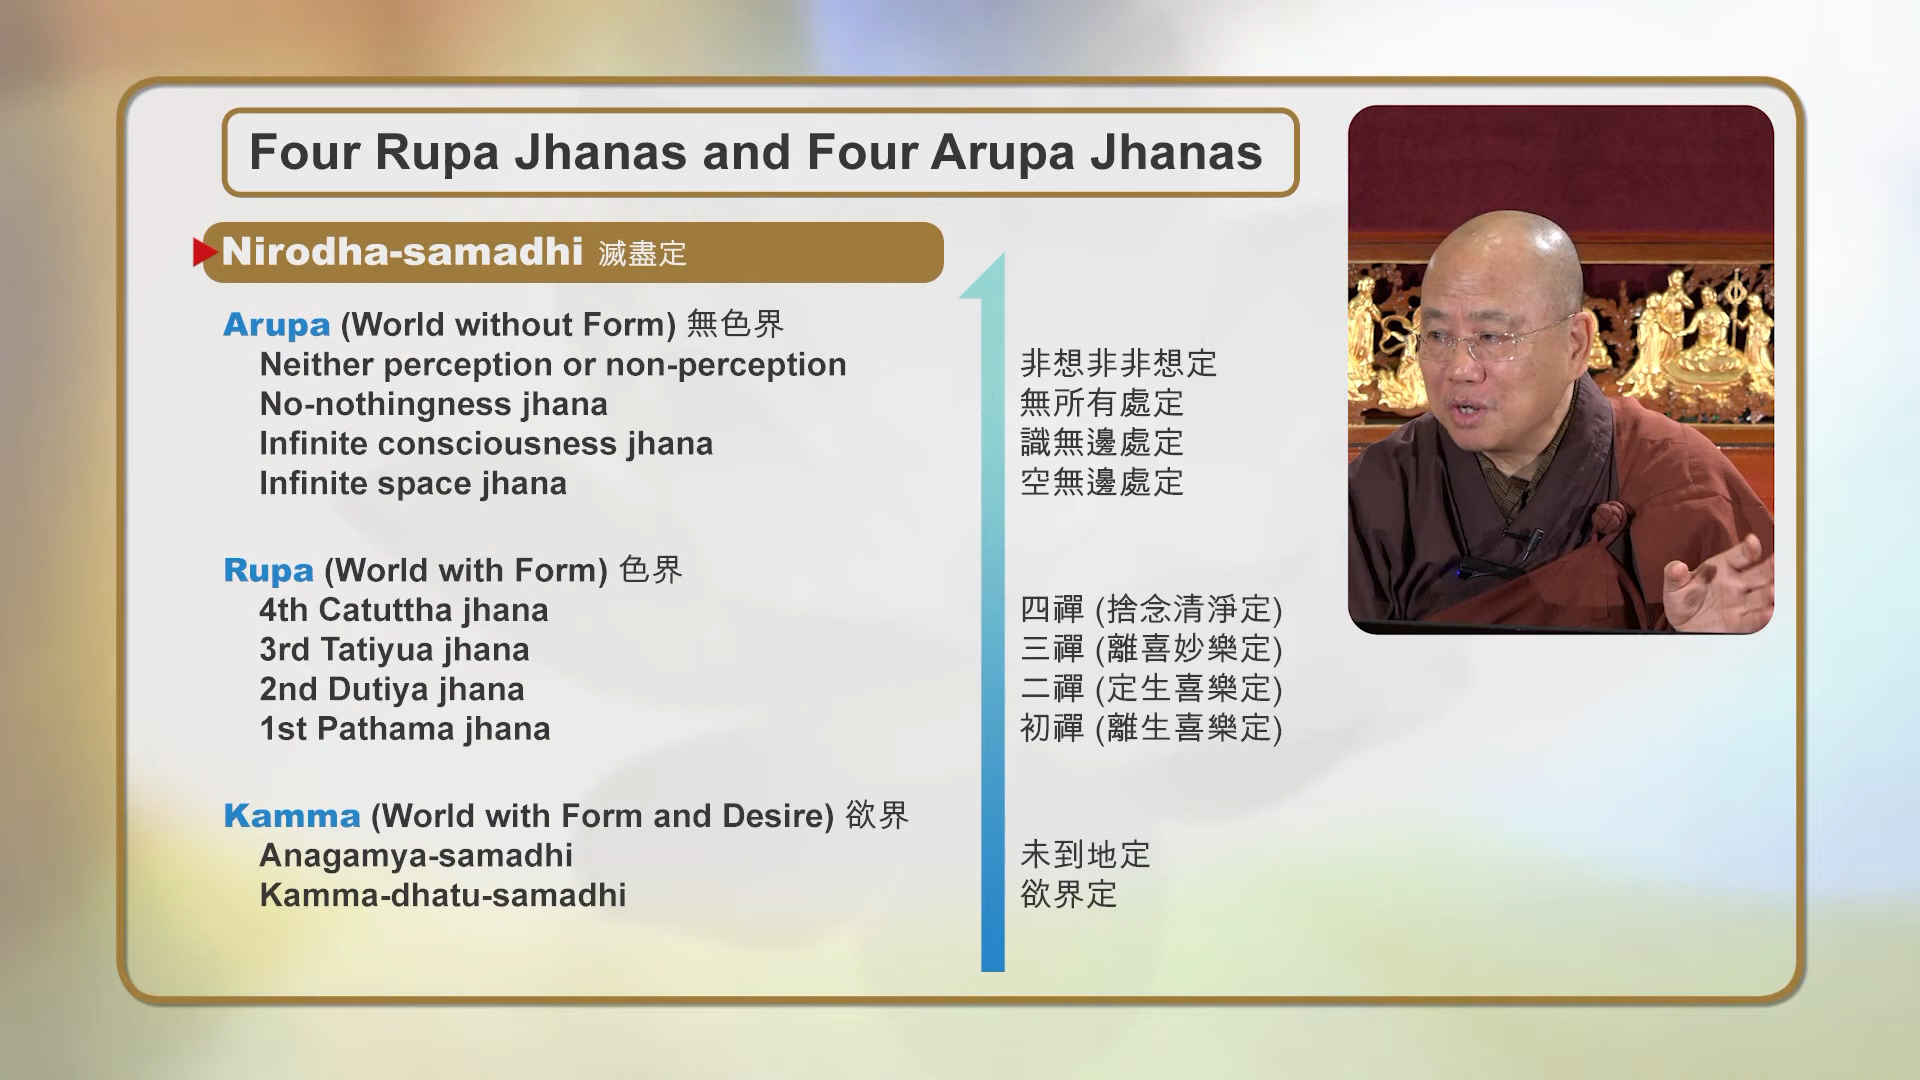 Four Rupa Jhanas and Four Arupa Jhanas
Nirodha-samadhi 滅盡定
Arupa (World without Form) 無色界
Neither perception or non-perception 非想非非想定
No-nothingness jhana 無所有處定
Infinite consciousness jhana 識無邊處定
Infinite space jhana 空無邊處定
Rupa (World with Form) 色界
4th Catuttha jhana 四禪 (捨念清淨定)
3rd Tatiyua jhana 三禪 (離喜妙樂定)
2nd Dutiya jhana 二禪 (定生喜樂定)
1st Pathama jhana 初禪 (離生喜樂定)
Kamma (World with Form and Desire) 欲界
Anagamya-samadhi 未到地定
Kamma-dhatu-samadhi 欲界定